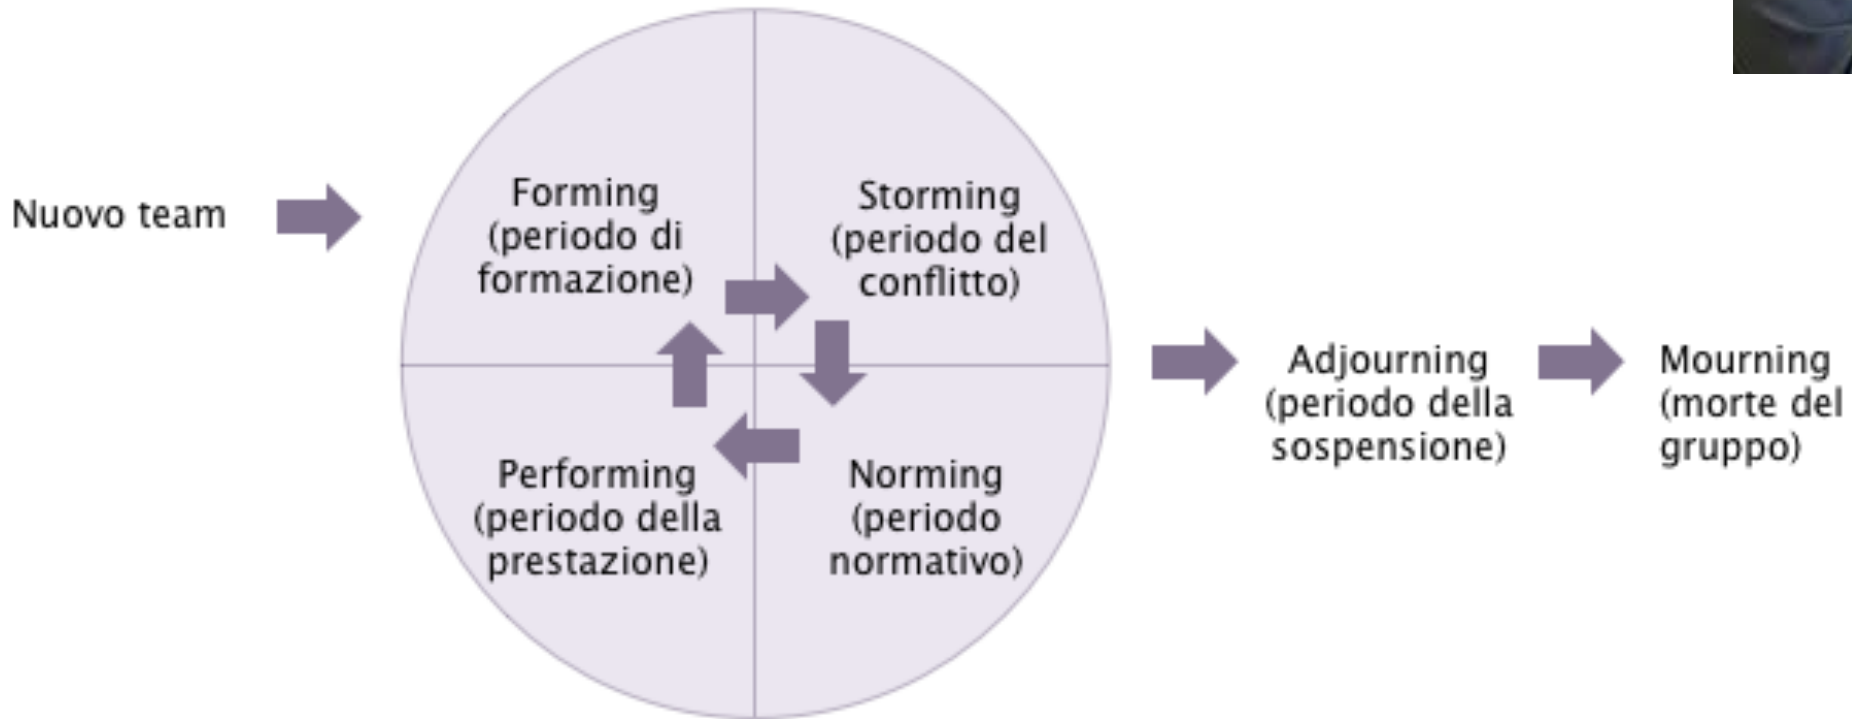 Nuovo team
Forming
(periodo di
formazione)
Storming
(periodo del
conflitto)
Performing
(periodo della
prestazione)
Norming
(periodo
normativo)
Adjourning
(periodo della
sospensione)
Mourning
(morte del
gruppo)